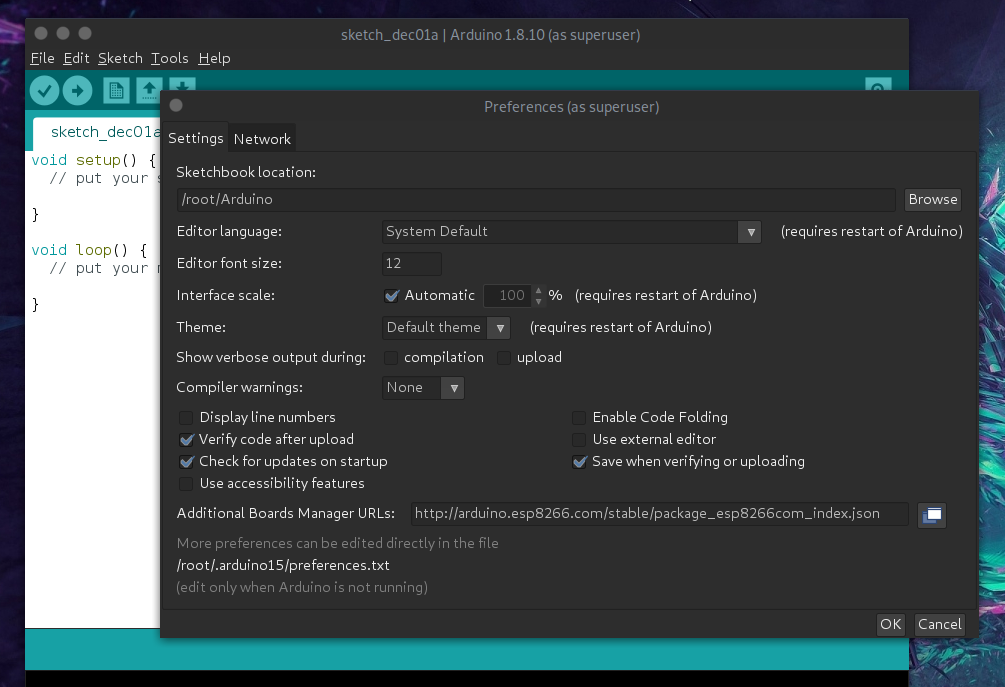 sketch_dec01a | Arduino 1.8.10 (as superuser)
File Edit Sketch Tools Help
Preferences (as superuser)
sketch_dec01a
Settings Network
void setup() {
// put your
}
void loop() {
// put your
}
Sketchbook location:
/root/Arduino Browse
Editor language: System Default (requires restart of Arduino)
Editor font size: 12
Interface scale: Automatic 100 % (requires restart of Arduino)
Theme: Default theme (requires restart of Arduino)
Show verbose output during: compilation upload
Compiler warnings: None
Display line numbers Enable Code Folding
Verify code after upload Use external editor
Check for updates on startup Save when verifying or uploading
Use accessibility features
Additional Boards Manager URLs: http://arduino.esp8266.com/stable/package_esp8266com_index.json
More preferences can be edited directly in the file
/root/.arduino15/preferences.txt
(edit only when Arduino is not running)
OK Cancel